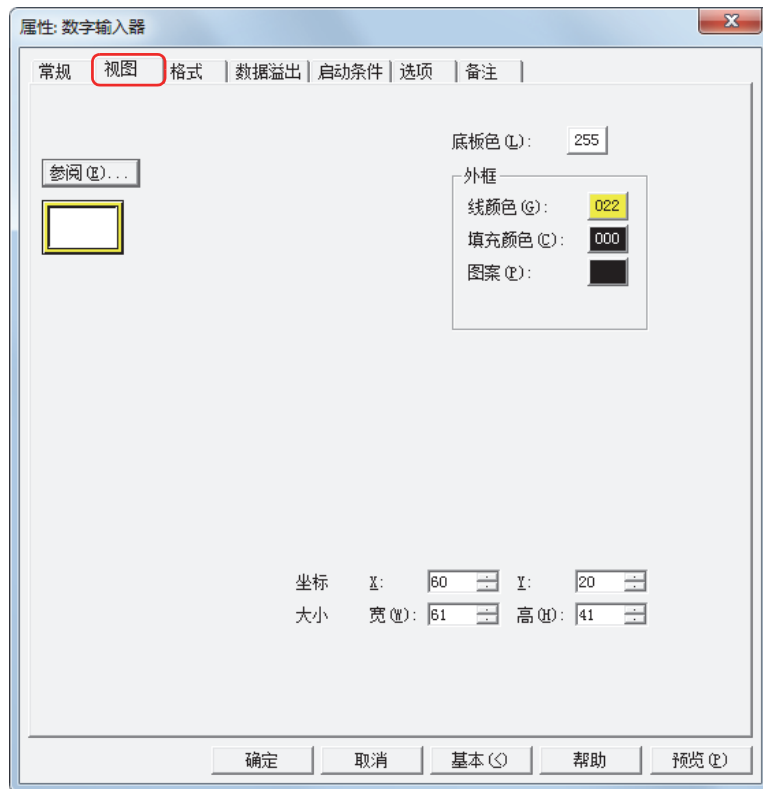 属性: 数字输入器
常规 视图 格式 数据溢出 启动条件 选项 备注
底板色(L): 255
参阅(E)...
外框
线颜色(G): 022
填充颜色(C): 000
图案(P):
坐标 X: 60 Y: 20
大小 宽(W): 61 高(H): 41
确定 取消 基本(<) 帮助 预览(P)